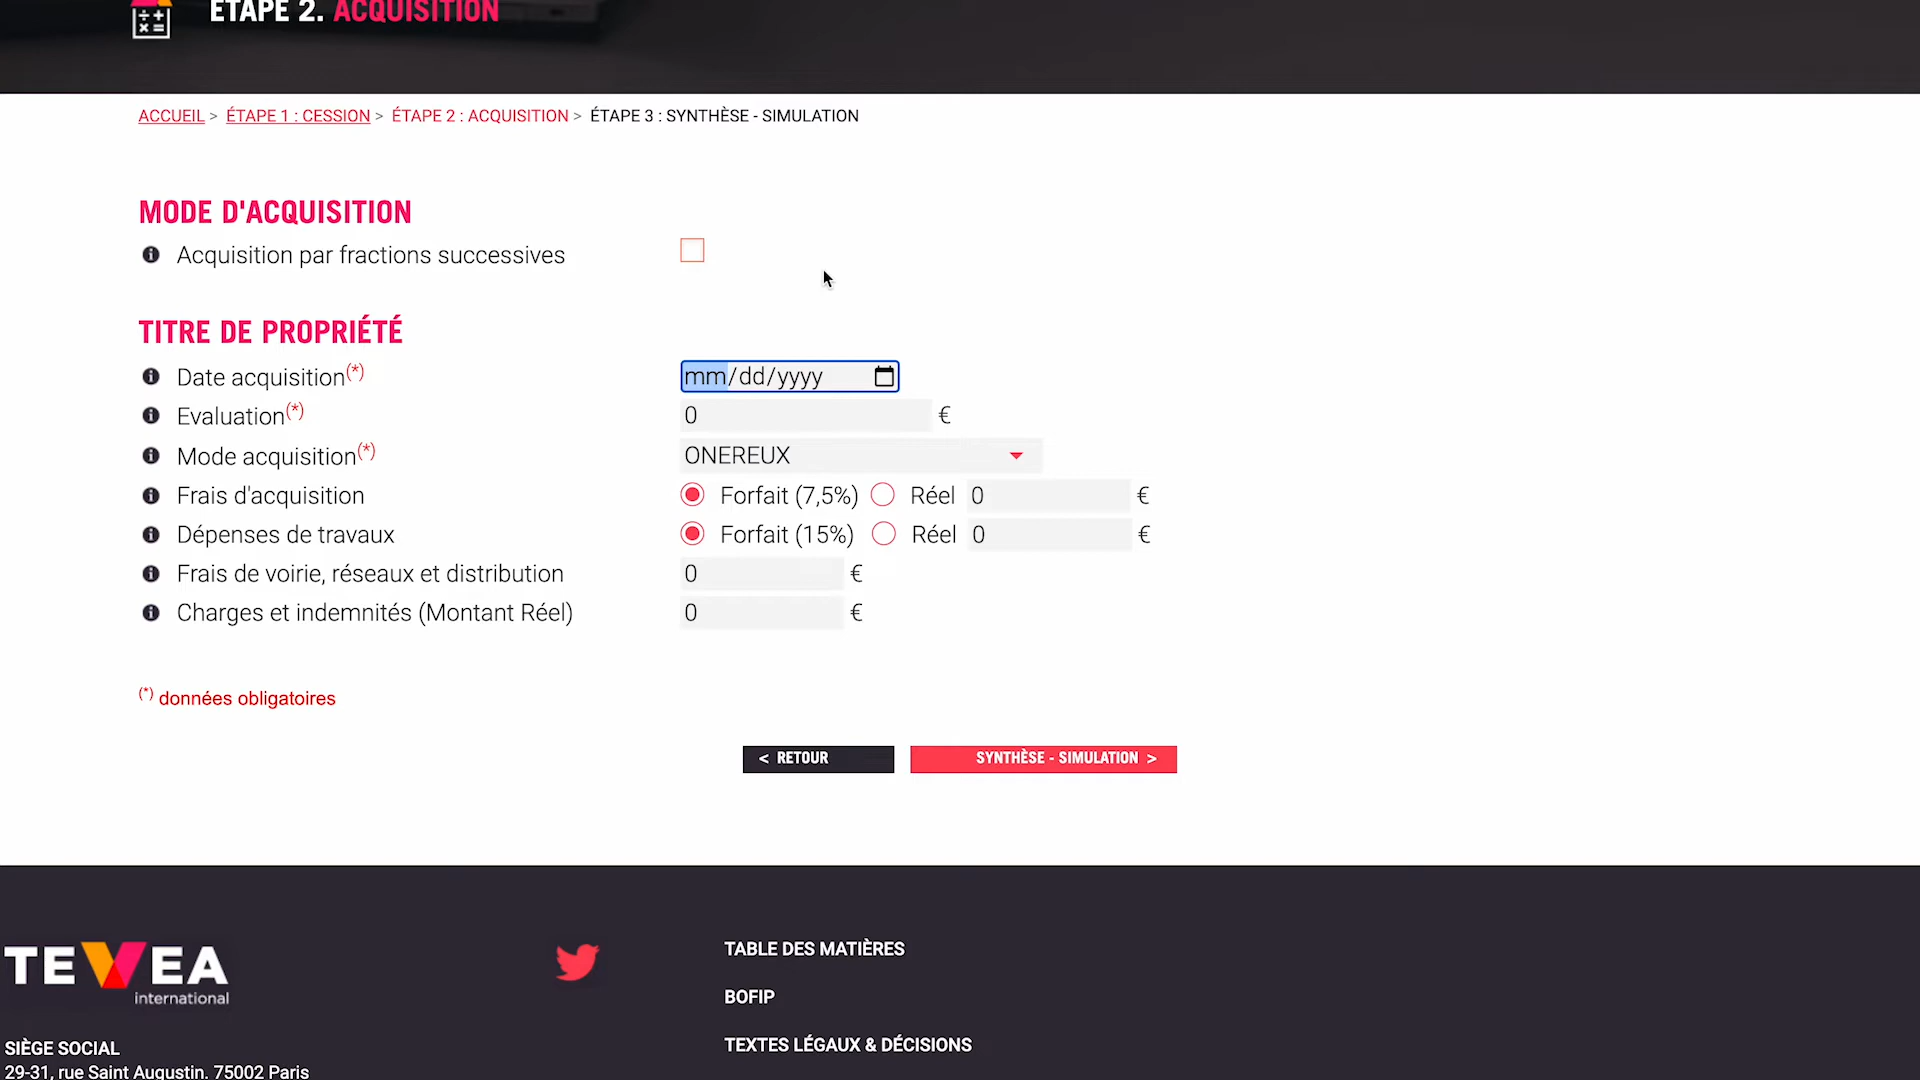 ETAPE 2. ACQUISITION
ACCUEIL > ÉTAPE 1 : CESSION > ÉTAPE 2 : ACQUISITION > ÉTAPE 3 : SYNTHÈSE - SIMULATION
MODE D'ACQUISITION
Acquisition par fractions successives
TITRE DE PROPRIÉTÉ
Date acquisition(*) mm/dd/yyyy
Evaluation(*) 0 €
Mode acquisition(*) ONEREUX
Frais d'acquisition Forfait (7,5%) Réel 0 €
Dépenses de travaux Forfait (15%) Réel 0 €
Frais de voirie, réseaux et distribution 0 €
Charges et indemnités (Montant Réel) 0 €
(*) données obligatoires
< RETOUR SYNTHÈSE - SIMULATION >
TEVEA
international
TABLE DES MATIÈRES
BOFIP
TEXTES LÉGAUX & DÉCISIONS
SIÈGE SOCIAL
29-31, rue Saint Augustin. 75002 Paris